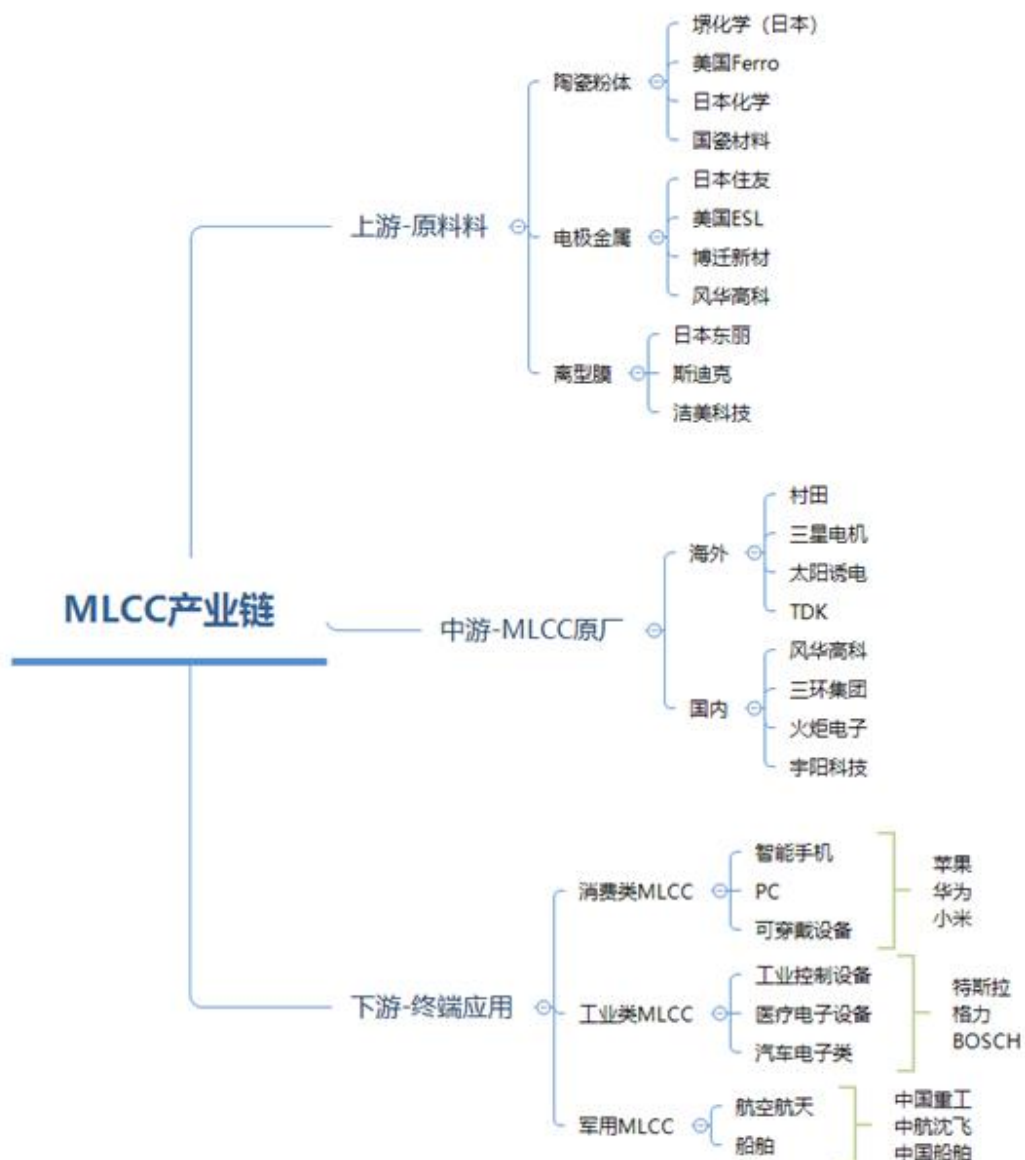 MLCC产业链
上游-原料料
陶瓷粉体
堺化学（日本）
美国Ferro
日本化学
国瓷材料
电极金属
日本住友
美国ESL
博迁新材
风华高科
离型膜
日本东丽
斯迪克
洁美科技
中游-MLCC原厂
海外
村田
三星电机
太阳诱电
TDK
国内
风华高科
三环集团
火炬电子
宇阳科技
下游-终端应用
消费类MLCC
智能手机
PC
可穿戴设备
苹果
华为
小米
工业类MLCC
工业控制设备
医疗电子设备
汽车电子类
特斯拉
格力
BOSCH
军用MLCC
航空航天
船舶
中国重工
中航沈飞
中国船舶